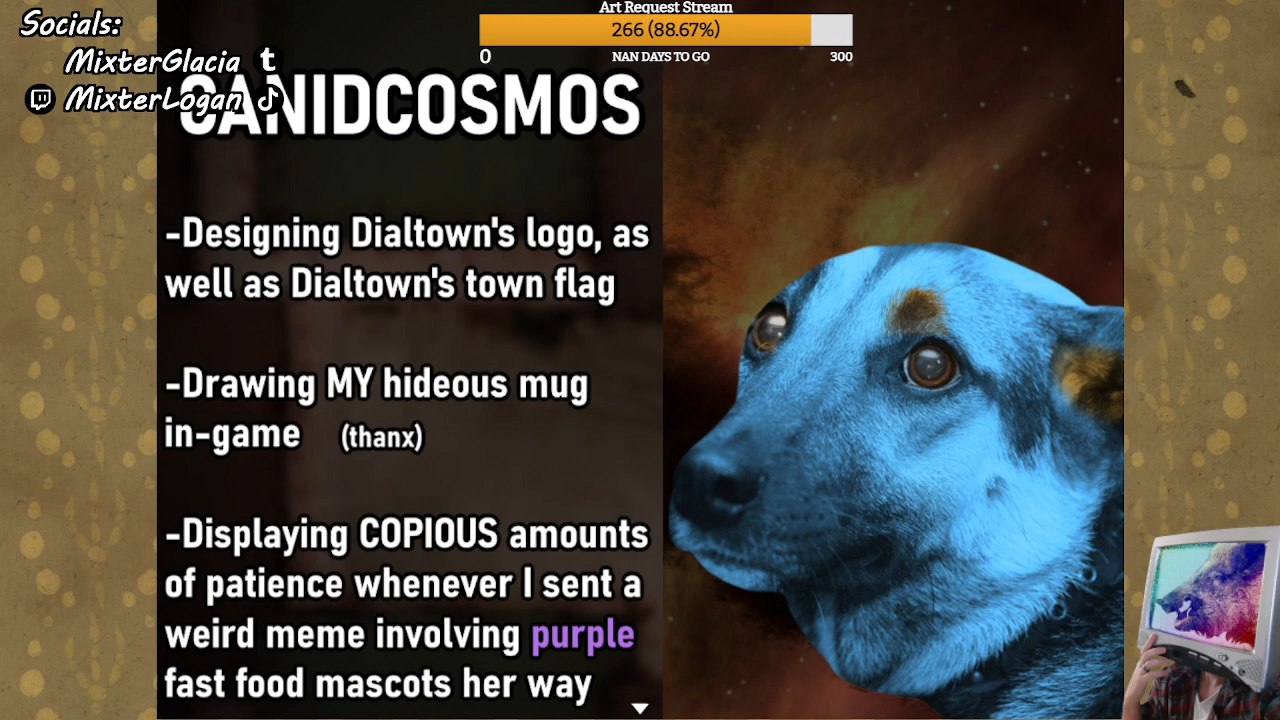 Socials:
MixterGlacia t
MixterLogan
Art Request Stream
266 (88.67%)
0 NAN DAYS TO GO 300
CANIDCOSMOS
-Designing Dialtown's logo, as
well as Dialtown's town flag
-Drawing MY hideous mug
in-game (thanx)
-Displaying COPIOUS amounts
of patience whenever I sent a
weird meme involving purple
fast food mascots her way